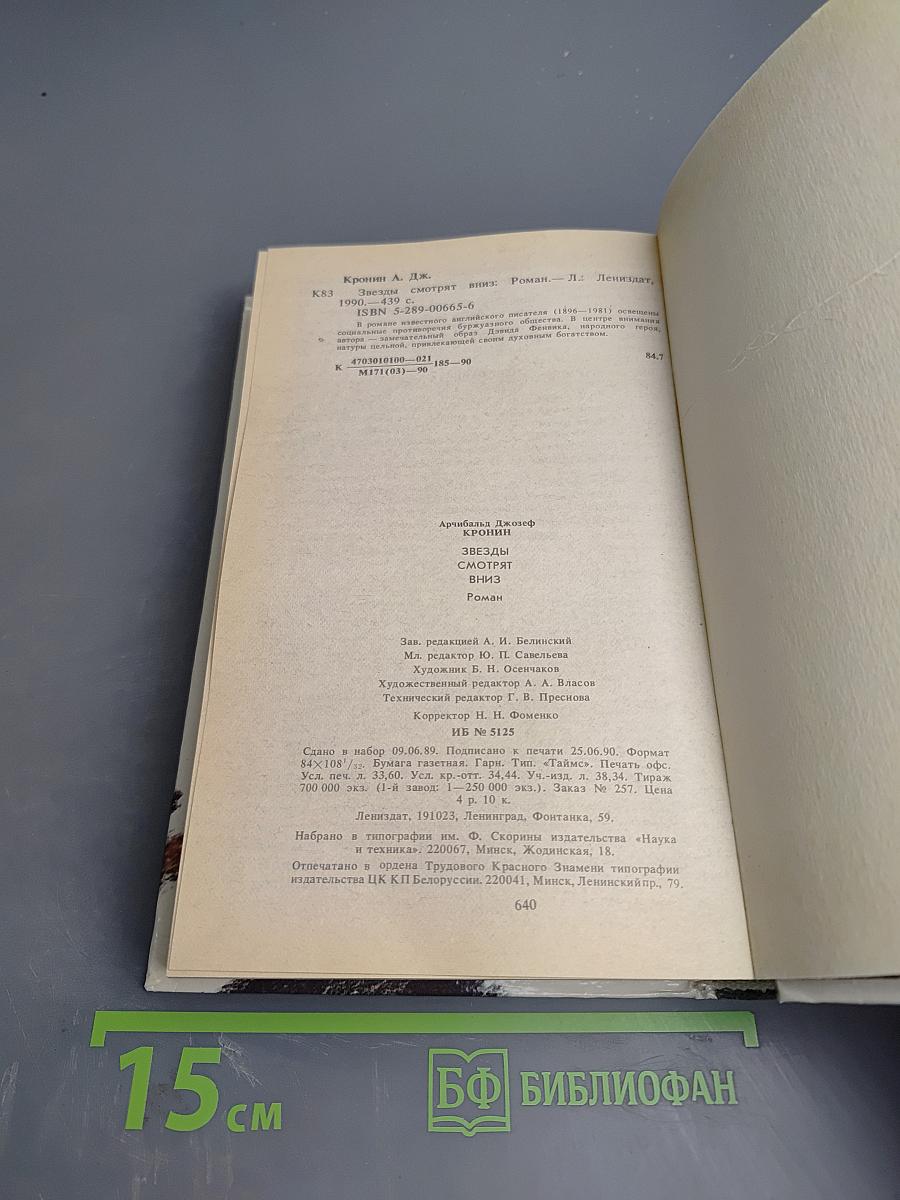 Кронин А. Дж.
К83 Звезды смотрят вниз: Роман.— Л.: Лениздат,
1990.—439 с.
ISBN 5-289-00665-6
В романе известного английского писателя (1896—1981) освещены
социальные противоречия буржуазного общества. В центре внимания
автора — замечательный образ Дэвида Фенвика, народного героя,
натуры цельной, привлекающей своим духовным богатством.
К 4703010100—021 185—90 84.7
М171(03)—90
Арчибальд Джозеф
КРОНИН
ЗВЕЗДЫ
СМОТРЯТ
ВНИЗ
Роман
Зав. редакцией А. И. Белинский
Мл. редактор Ю. П. Савельева
Художник Б. Н. Осенчаков
Художественный редактор А. А. Власов
Технический редактор Г. В. Преснова
Корректор Н. Н. Фоменко
ИБ № 5125
Сдано в набор 09.06.89. Подписано к печати 25.06.90. Формат
84×108¹/₃₂. Бумага газетная. Гарн. Тип. «Таймс». Печать офс.
Усл. печ. л. 33,60. Усл. кр.-отт. 34,44. Уч.-изд. л. 38,34. Тираж
700 000 экз. (1-й завод: 1—250 000 экз.). Заказ № 257. Цена
4 р. 10 к.
Лениздат, 191023, Ленинград, Фонтанка, 59.
Набрано в типографии им. Ф. Скорины издательства «Наука
и техника». 220067, Минск, Жодинская, 18.
Отпечатано в ордена Трудового Красного Знамени типографии
издательства ЦК КП Белоруссии. 220041, Минск, Ленинский пр., 79.
640
15 см
БФ БИБЛИОФАН